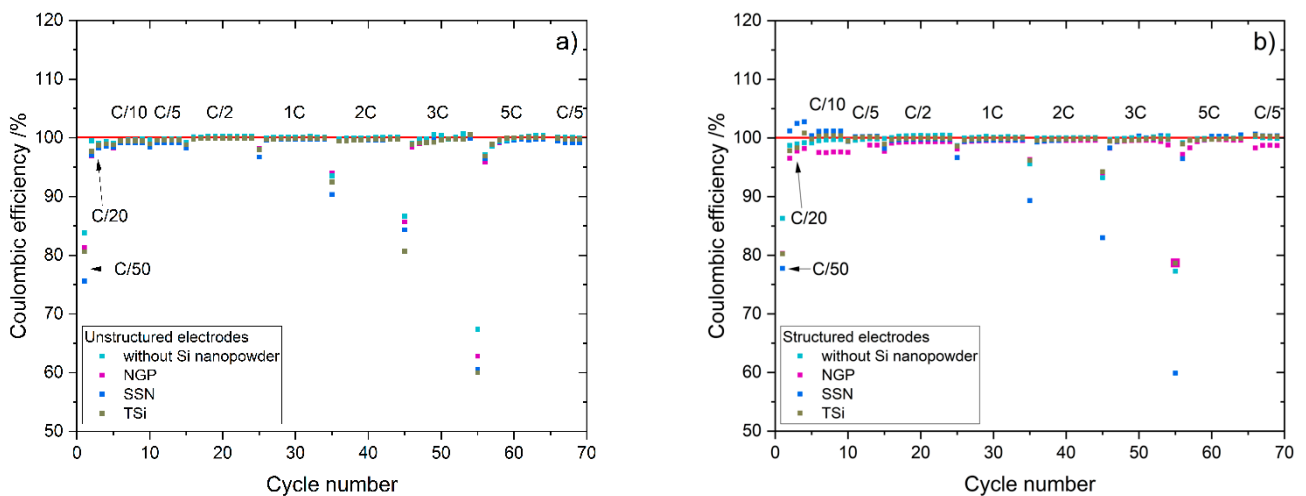 120
a)
110
C/10 C/5 C/2 1C 2C 3C 5C C/5
100
90
C/20
80
C/50
70
Unstructured electrodes
without Si nanopowder
NGP
60
SSN
TSi
50
0 10 20 30 40 50 60 70
Cycle number
Coulombic efficiency /%
120
b)
110
C/10
C/5 C/2 1C 2C 3C 5C C/5
100
90
C/20
80
C/50
70
Structured electrodes
without Si nanopowder
NGP
60
SSN
TSi
50
0 10 20 30 40 50 60 70
Cycle number
Coulombic efficiency /%